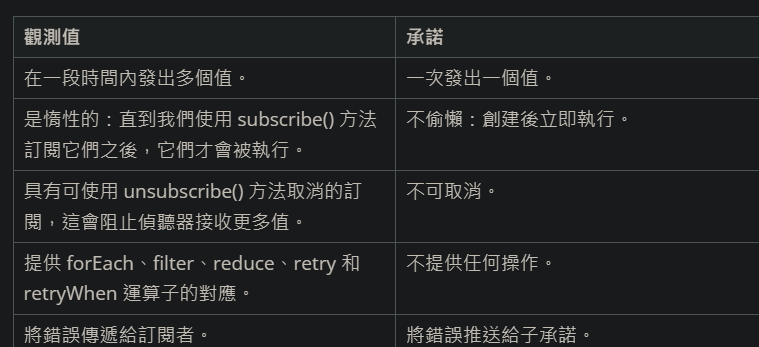 觀測值
承諾
在一段時間內發出多個值。
一次發出一個值。
是惰性的：直到我們使用 subscribe() 方法
訂閱它們之後，它們才會被執行。
不偷懶：創建後立即執行。
具有可使用 unsubscribe() 方法取消的訂
閱，這會阻止偵聽器接收更多值。
不可取消。
提供 forEach、filter、reduce、retry 和
retryWhen 運算子的對應。
不提供任何操作。
將錯誤傳遞給訂閱者。
將錯誤推送給子承諾。